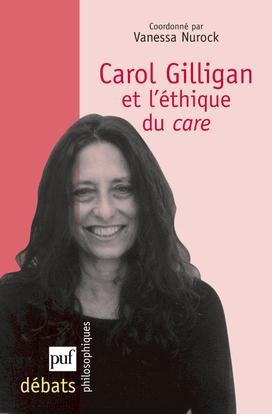 Coordonné par
Vanessa Nurock
Carol Gilligan
et l'éthique
du care
puf
débats
philosophiques